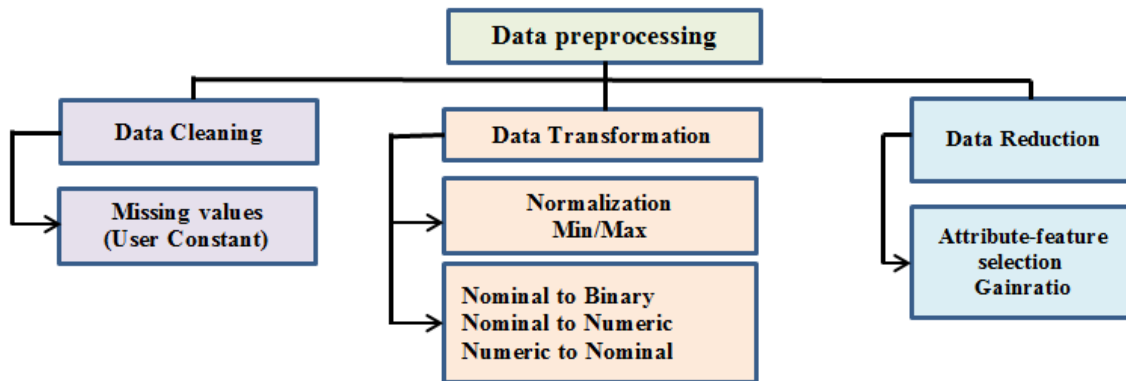 Data preprocessing
Data Cleaning
Data Transformation
Data Reduction
Missing values
(User Constant)
Normalization
Min/Max
Attribute-feature
selection
Gainratio
Nominal to Binary
Nominal to Numeric
Numeric to Nominal